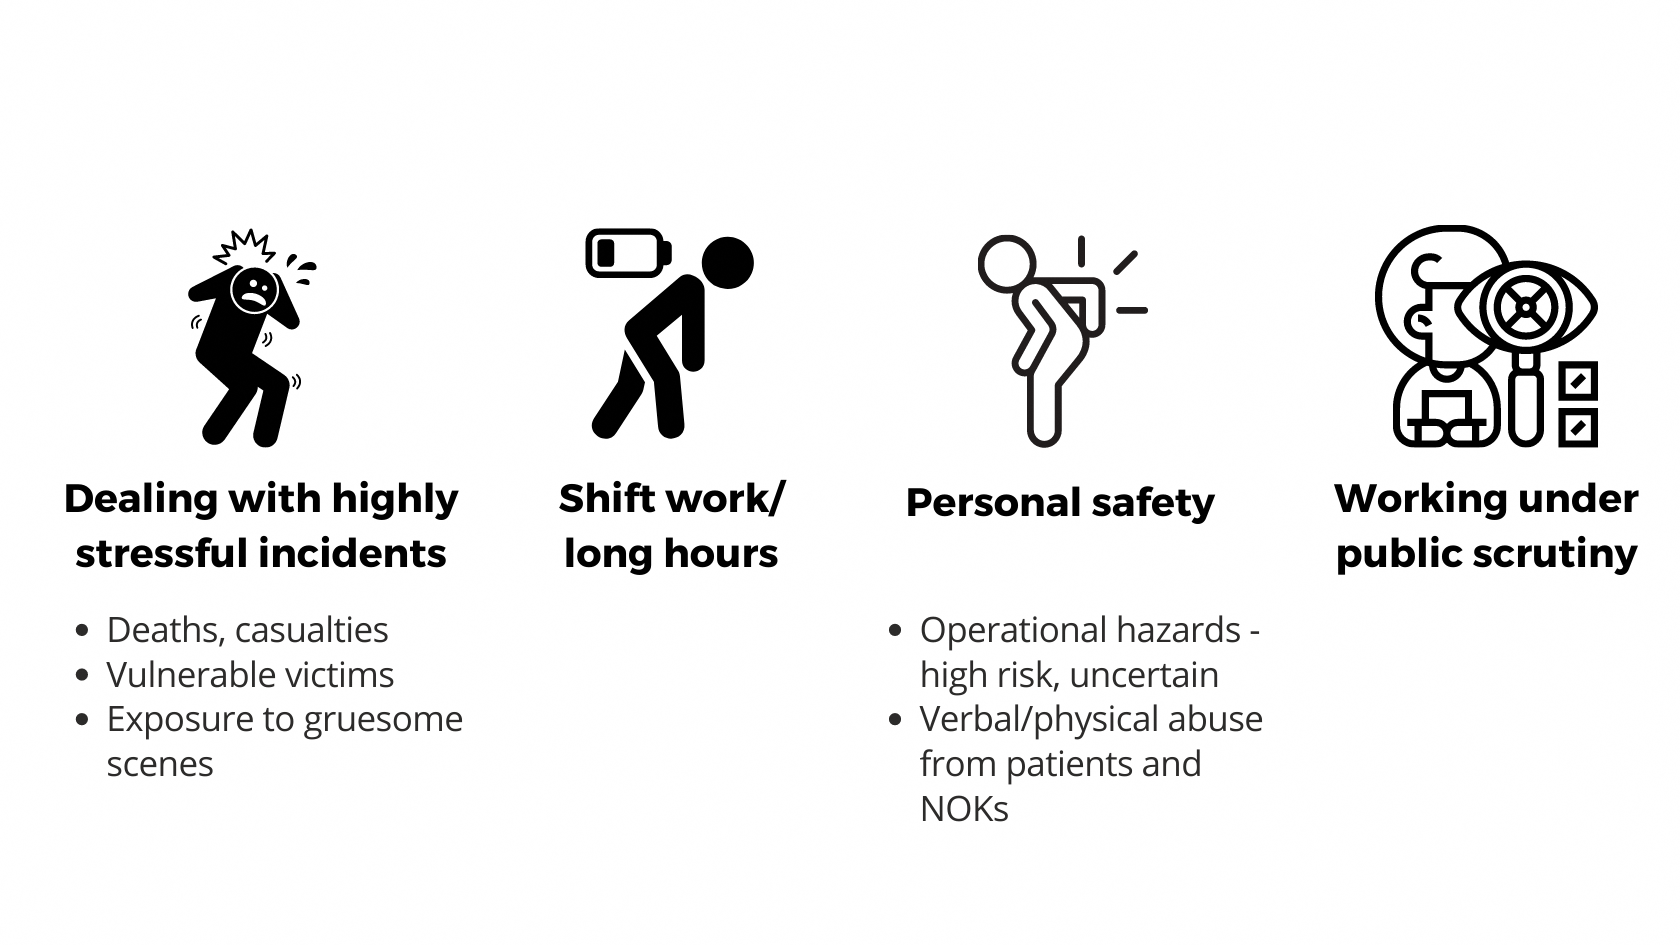 Dealing with highly
stressful incidents
• Deaths, casualties
• Vulnerable victims
• Exposure to gruesome
scenes
Shift work/
long hours
Personal safety
• Operational hazards -
high risk, uncertain
• Verbal/physical abuse
from patients and
NOKs
Working under
public scrutiny